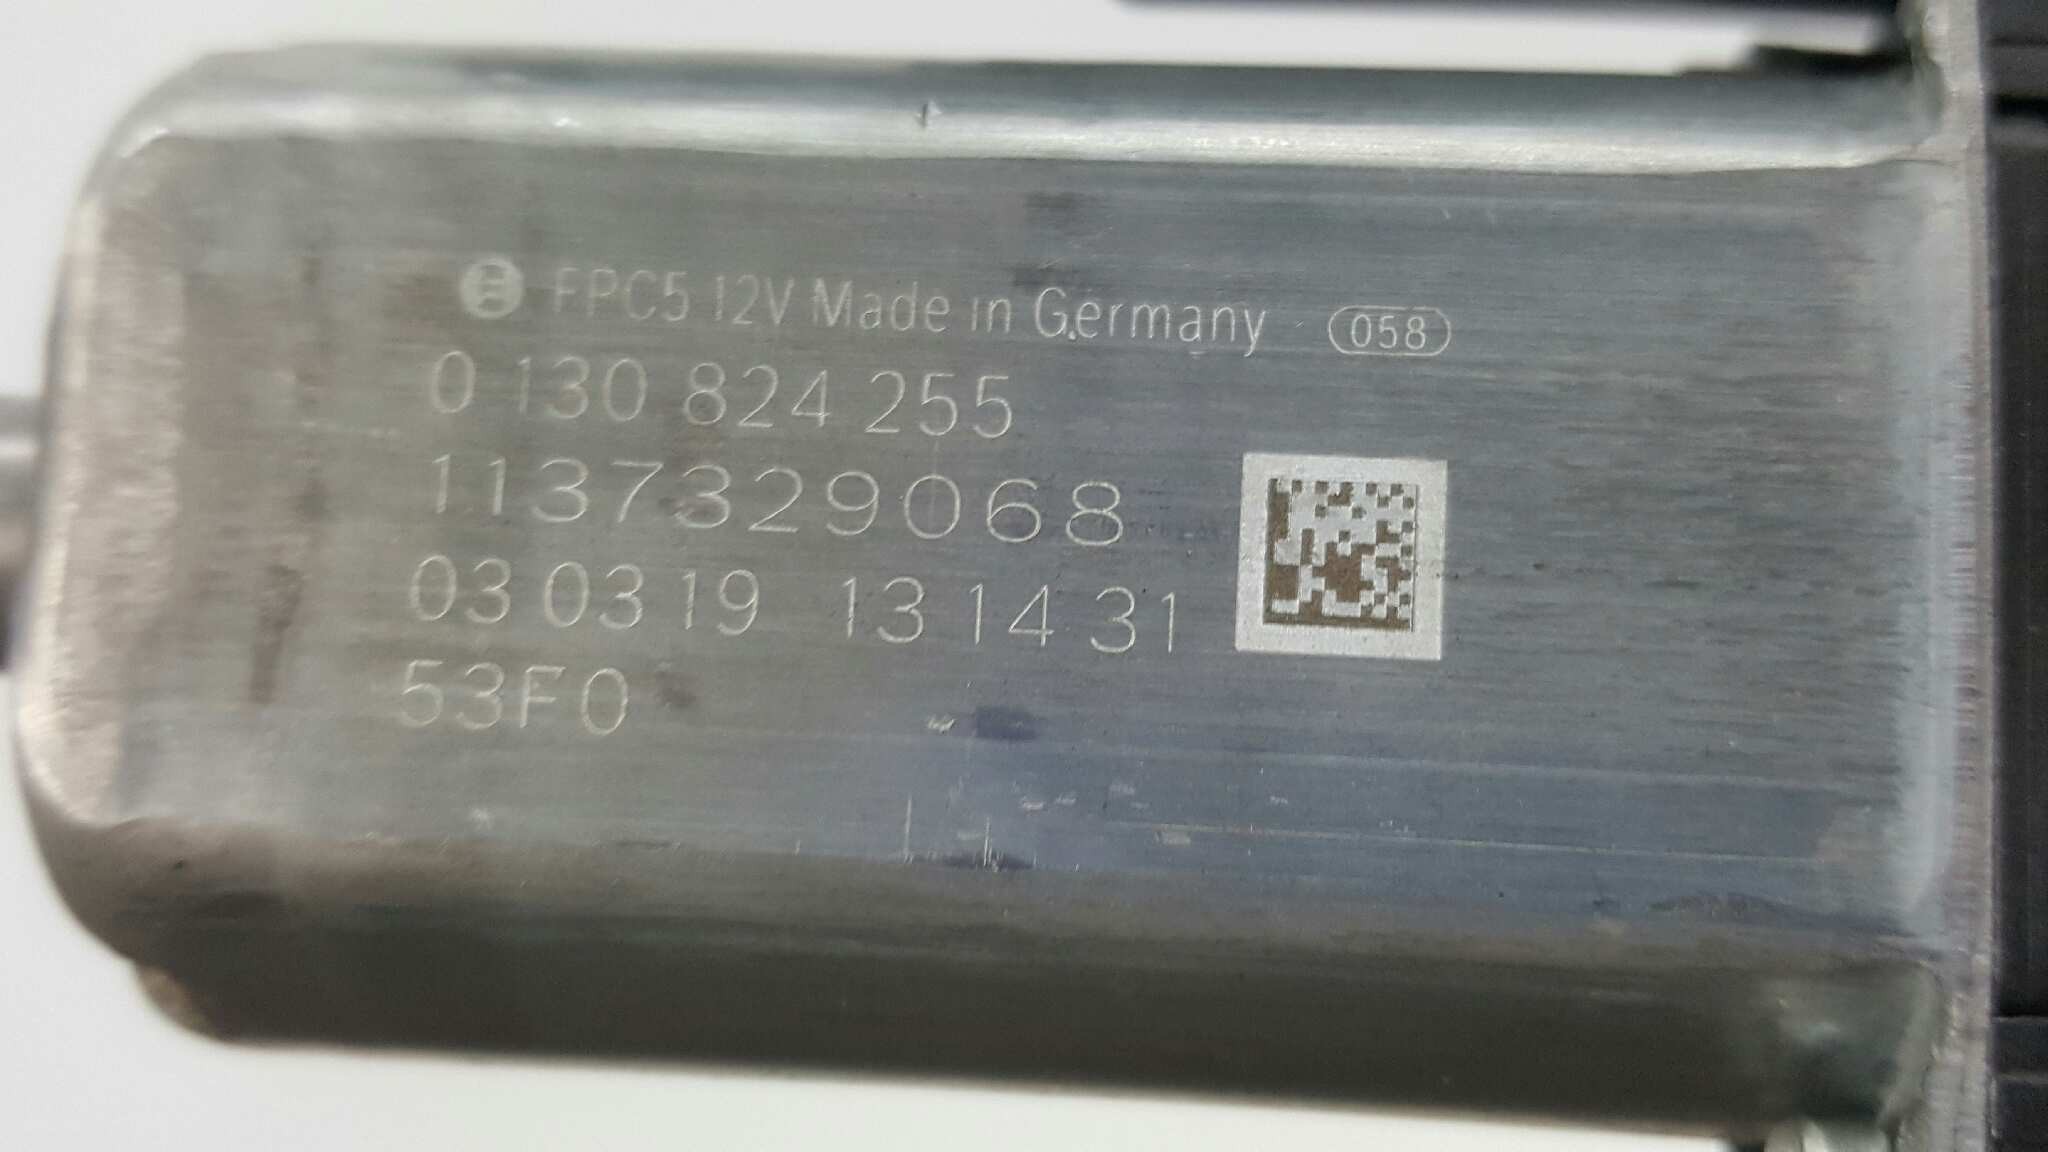 FPC5 12V Made in Germany 058
0 130 824 255
1137329068
03 03 19 13 14 31
53F0